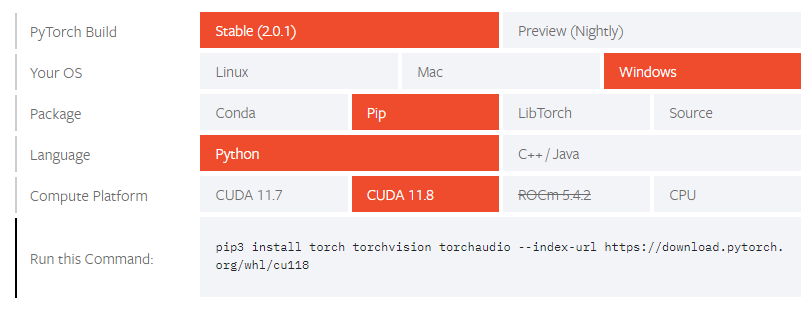 PyTorch Build Stable (2.0.1) Preview (Nightly)
Your OS Linux Mac Windows
Package Conda Pip LibTorch Source
Language Python C++ / Java
Compute Platform CUDA 11.7 CUDA 11.8 ROCm 5.4.2 CPU
Run this Command: pip3 install torch torchvision torchaudio --index-url https://download.pytorch.
org/whl/cu118